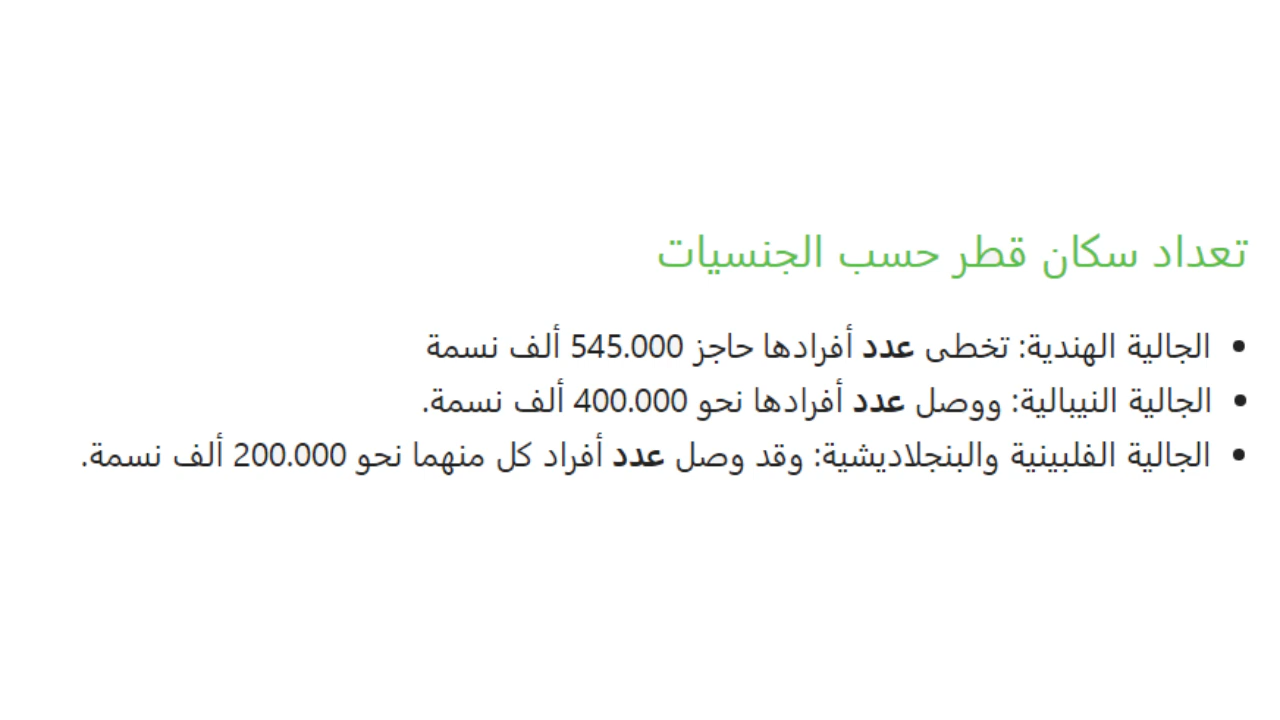 تعداد سكان قطر حسب الجنسيات
الجالية الهندية: تخطى عدد أفرادها حاجز 545.000 ألف نسمة
الجالية النيبالية: ووصل عدد أفرادها نحو 400.000 ألف نسمة.
الجالية الفلبينية والبنجلاديشية: وقد وصل عدد أفراد كل منهما نحو 200.000 ألف نسمة.